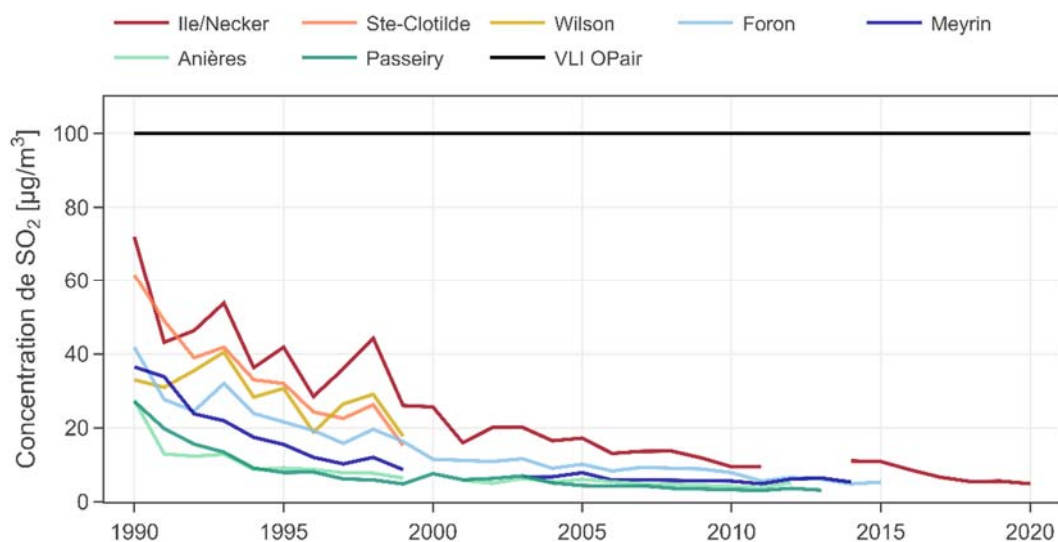 Ile/Necker Ste-Clotilde Wilson Foron Meyrin
Anières Passeiry VLI OPair
Concentration de SO₂ [µg/m³]
100
80
60
40
20
0
1990 1995 2000 2005 2010 2015 2020